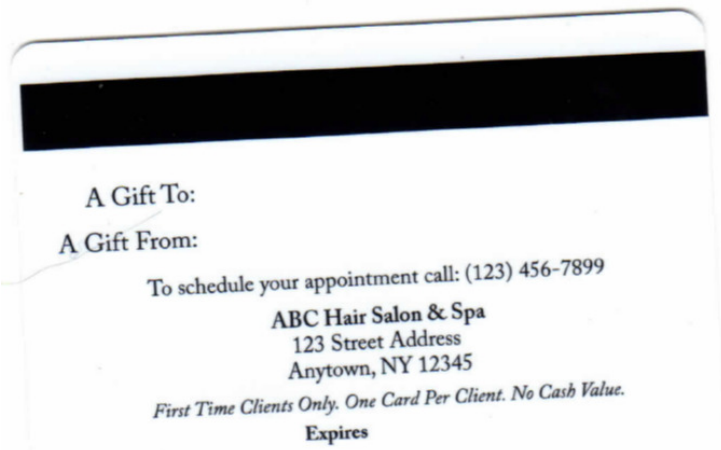 A Gift To:
A Gift From:
To schedule your appointment call: (123) 456-7899
ABC Hair Salon & Spa
123 Street Address
Anytown, NY 12345
First Time Clients Only. One Card Per Client. No Cash Value.
Expires